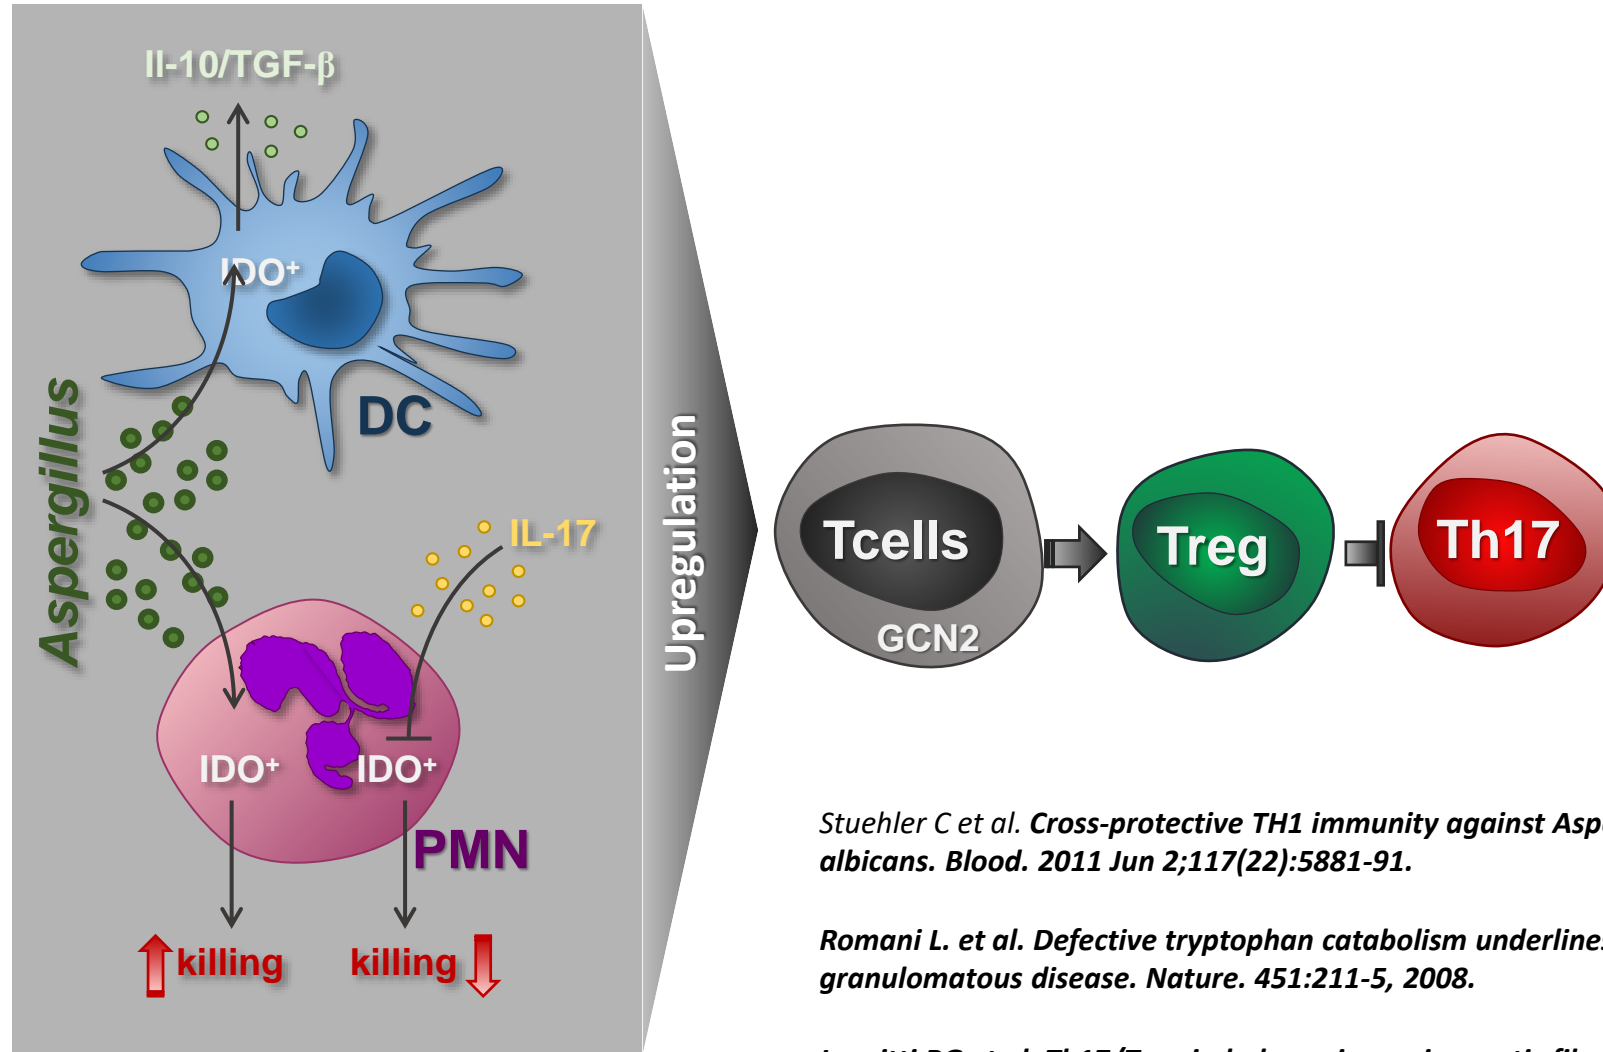 Il-10/TGF-β
IDO⁺
DC
Aspergillus
IL-17
IDO⁺
IDO⁺
PMN
killing
killing
Upregulation
Tcells
GCN2
Treg
Th17
Stuehler C et al. Cross-protective TH1 immunity against
albicans. Blood. 2011 Jun 2;117(22):5881-91.
Romani L. et al. Defective tryptophan catabolism underlines
granulomatous disease. Nature. 451:211-5, 2008.